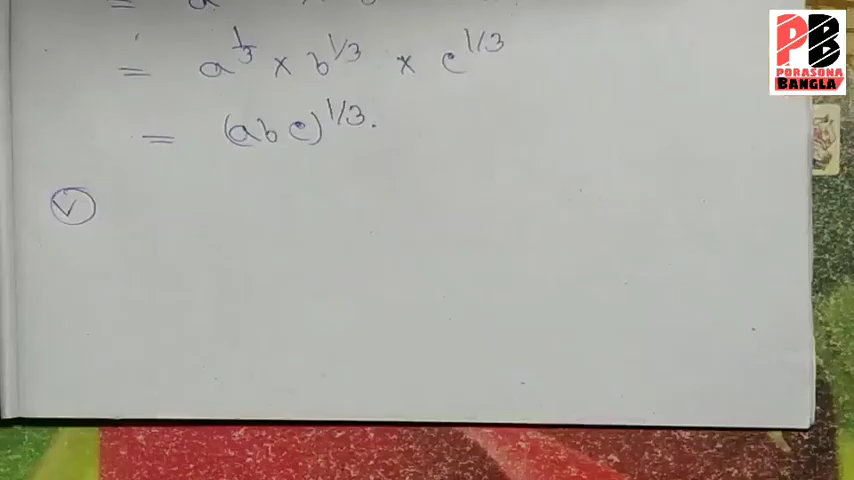 = a × b
= a^{1/3} × b^{1/3} × c^{1/3}
= (abc)^{1/3}.
(v)
PB
PORASONA
BANGLA